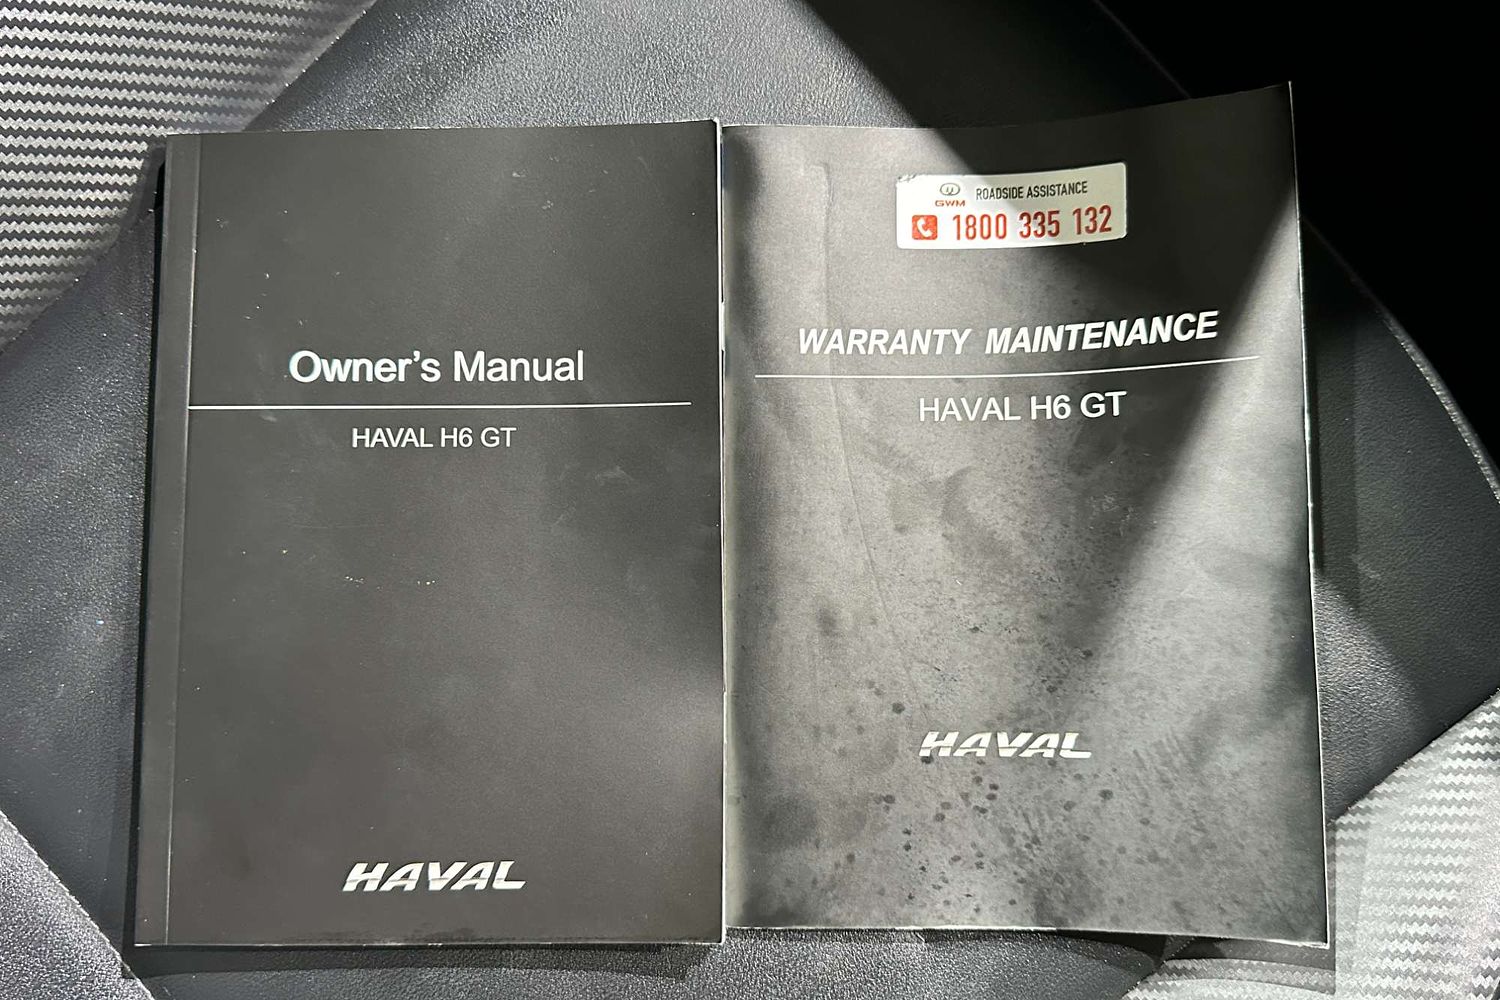 Owner's Manual
HAVAL H6 GT
HAVAL
GWM
ROADSIDE ASSISTANCE
1800 335 132
WARRANTY MAINTENANCE
HAVAL H6 GT
HAVAL